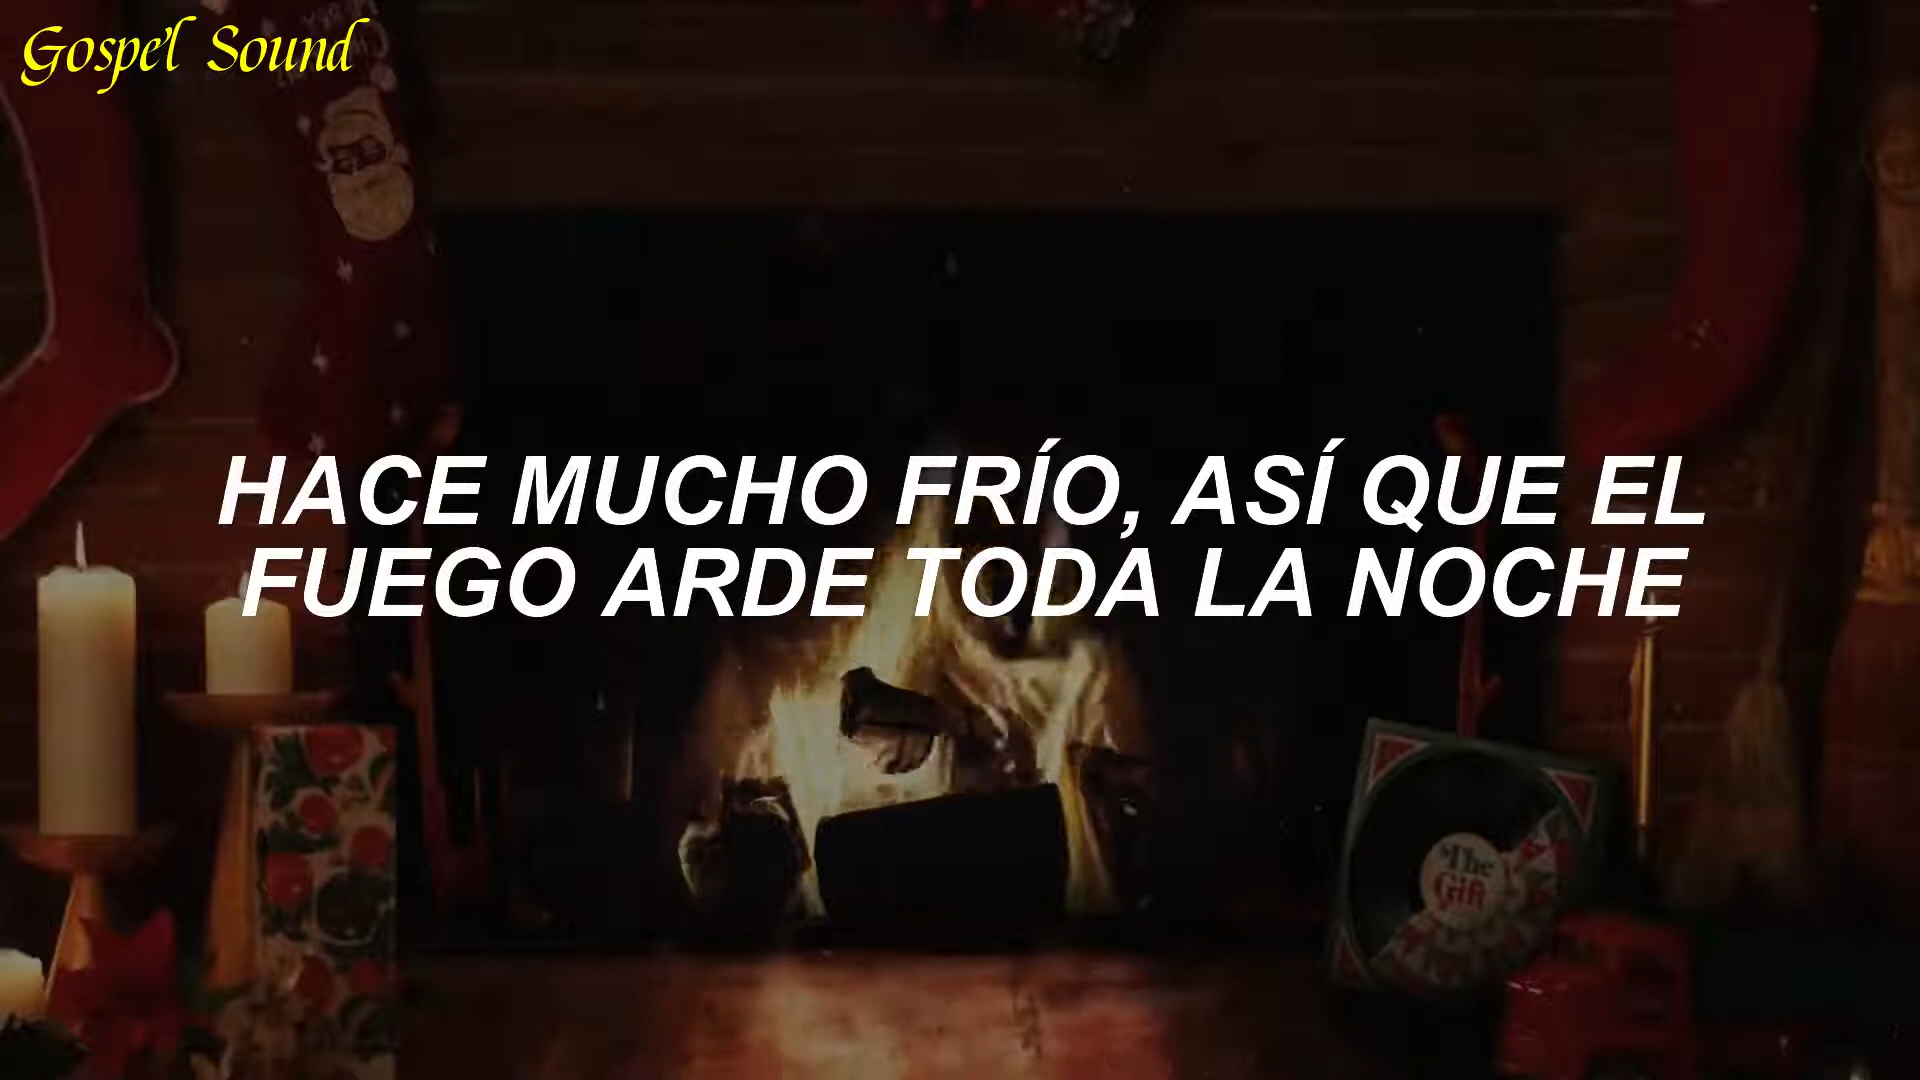 Gospel Sound
HACE MUCHO FRÍO, ASÍ QUE EL
FUEGO ARDE TODA LA NOCHE
The
Gift